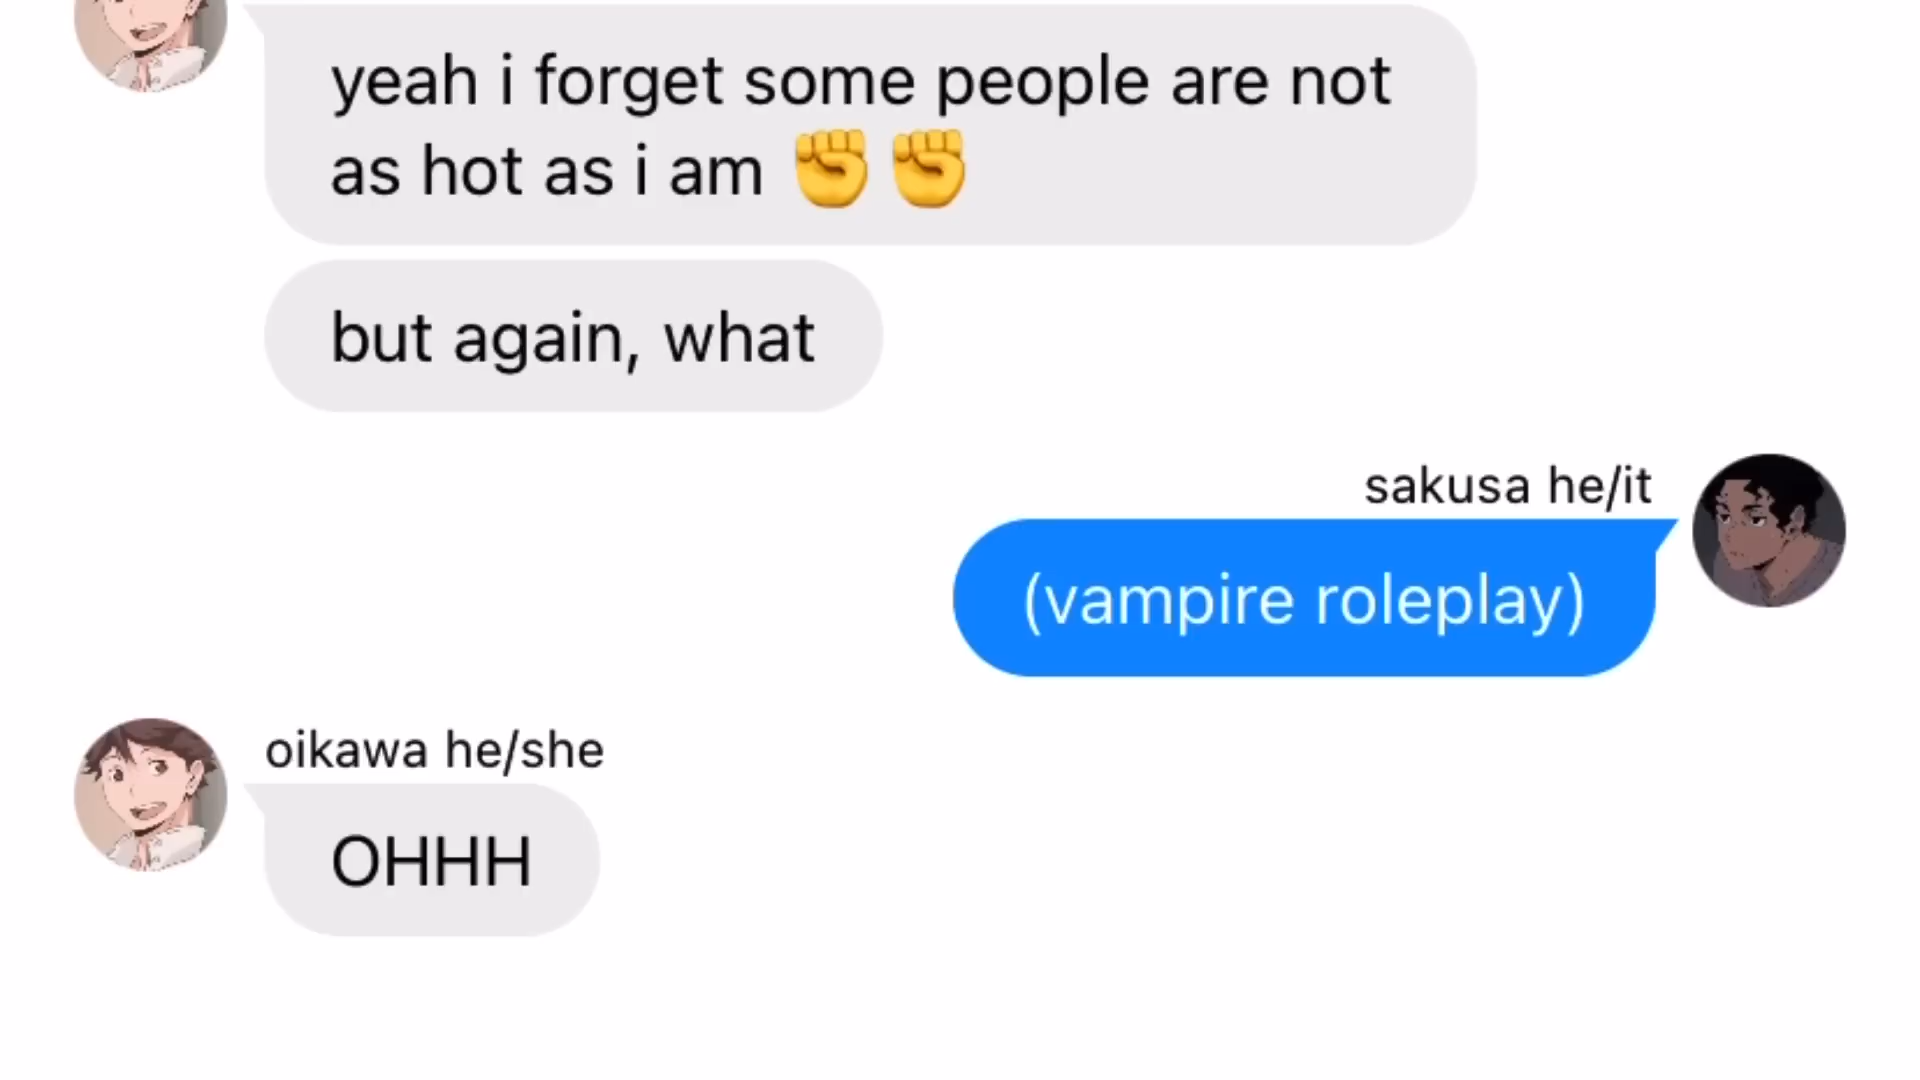 yeah i forget some people are not
as hot as i am ✊✊
but again, what
sakusa he/it
(vampire roleplay)
oikawa he/she
OHHH